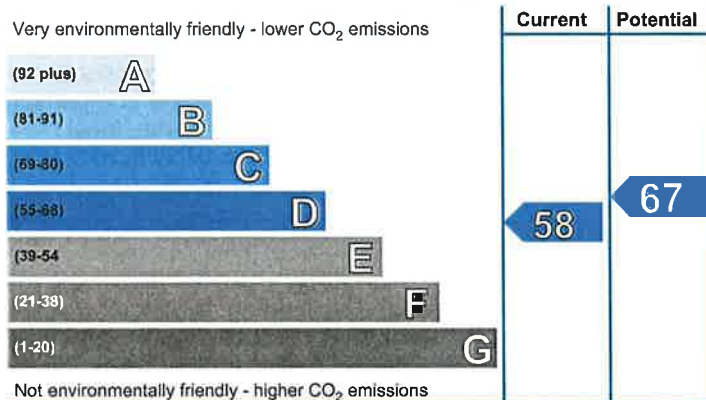 Current Potential
Very environmentally friendly - lower CO₂ emissions
(92 plus) A
(81-91) B
(69-80) C
(55-68) D
(39-54 E
(21-38) F
(1-20) G
58
67
Not environmentally friendly - higher CO₂ emissions